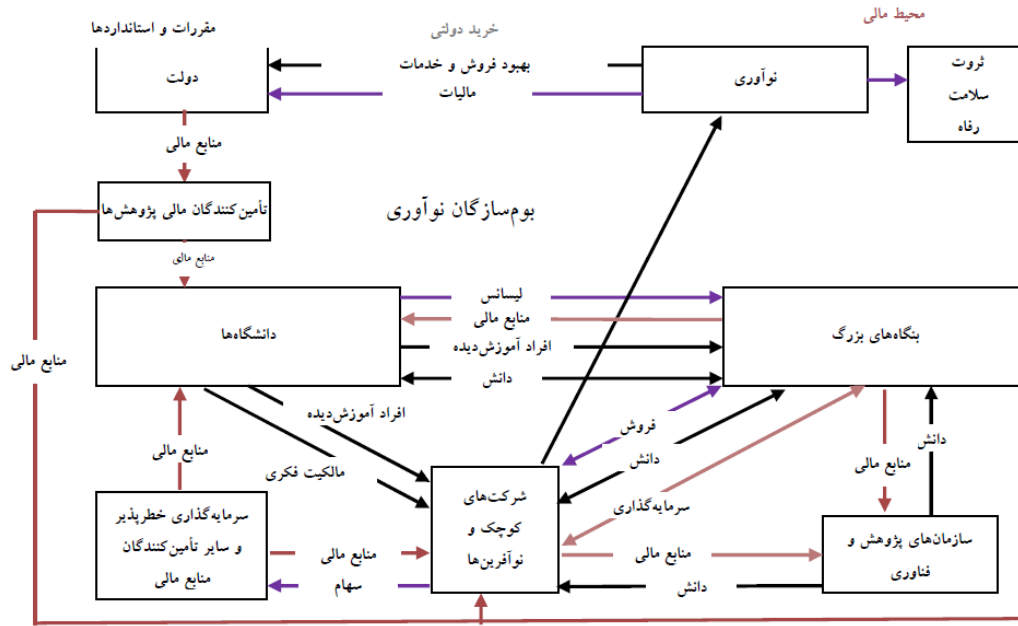 محیط مالی
خرید دولتی
مقررات و استانداردها
دولت
بهبود فروش و خدمات
مالیات
نوآوری
ثروت
سلامت
رفاه
منابع مالی
تأمین‌کنندگان مالی پژوهش‌ها
بوم‌سازگان نوآوری
منابع مالی
دانشگاه‌ها
لیسانس
منابع مالی
افراد آموزش‌دیده
دانش
بنگاه‌های بزرگ
منابع مالی
افراد آموزش‌دیده
مالکیت فکری
فروش
دانش
سرمایه‌گذاری
منابع مالی
دانش
منابع مالی
سرمایه‌گذاری خطرپذیر
و سایر تأمین‌کنندگان
منابع مالی
منابع مالی
سهام
شرکت‌های
کوچک و
نوآفرین‌ها
منابع مالی
دانش
سازمان‌های پژوهش و
فناوری